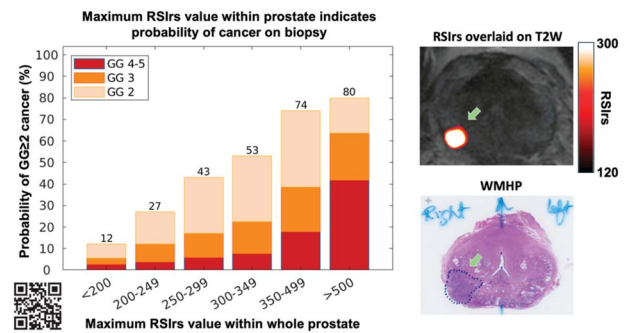 Maximum RSIrs value within prostate indicates
probability of cancer on biopsy
Probability of GG≥2 cancer (%)
100
90
80
70
60
50
40
30
20
10
0
GG 4-5
GG 3
GG 2
12
27
43
53
74
80
<200
200-249
250-299
300-349
350-499
>500
Maximum RSIrs value within whole prostate
RSIrs overlaid on T2W
300
RSIrs
120
WMHP
Right
A
left